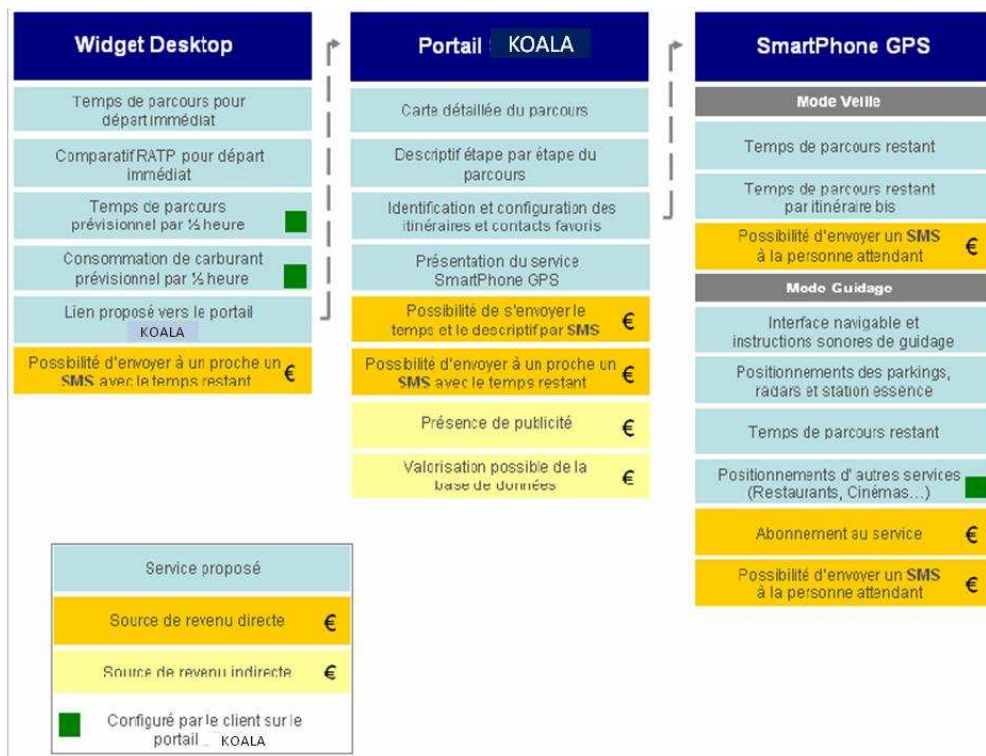 Widget Desktop
Temps de parcours pour
départ immédiat
Comparatif RATP pour départ
immédiat
Temps de parcours
prévisionnel par ½ heure
Consommation de carburant
prévisionnel par ½ heure
Lien proposé vers le portail
KOALA
Possibilité d'envoyer à un proche un
SMS avec le temps restant €
Portail KOALA
Carte détaillée du parcours
Descriptif étape par étape du
parcours
Identification et configuration des
itinéraires et contacts favoris
Présentation du service
SmartPhone GPS
Possibilité de s'envoyer le
temps et le descriptif par SMS €
Possibilité d'envoyer à un proche un
SMS avec le temps restant €
Présence de publicité €
Valorisation possible de la
base de données €
SmartPhone GPS
Mode Veille
Temps de parcours restant
Temps de parcours restant
par itinéraire bis
Possibilité d'envoyer un SMS
à la personne attendant €
Mode Guidage
Interface navigable et
instructions sonores de guidage
Positionnements des parkings,
radars et station essence
Temps de parcours restant
Positionnements d' autres services
(Restaurants, Cinémas...)
Abonnement au service €
Possibilité d'envoyer un SMS
à la personne attendant €
Service proposé
Source de revenu directe €
Source de revenu indirecte €
Configuré par le client sur le
portail KOALA